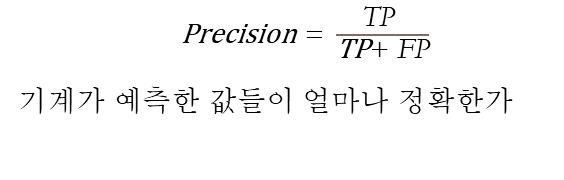 Precision = TP / TP+ FP
기계가 예측한 값들이 얼마나 정확한가